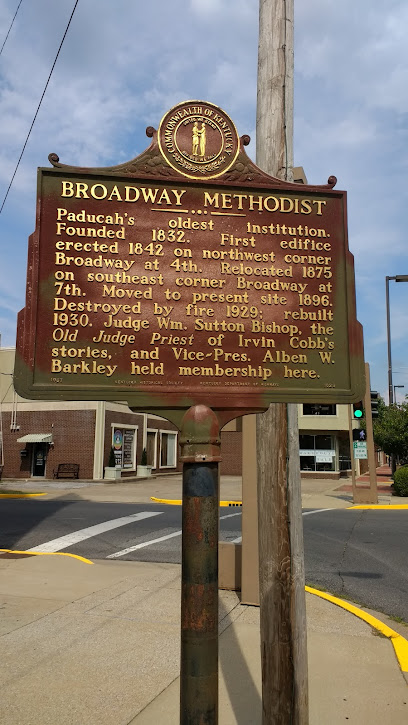 COMMONWEALTH OF KENTUCKY
BROADWAY METHODIST
Paducah's oldest institution.
Founded 1832. First edifice
erected 1842 on northwest corner
Broadway at 4th. Relocated 1875
on southeast corner Broadway at
7th. Moved to present site 1896.
Destroyed by fire 1929; rebuilt
1930. Judge Wm. Sutton Bishop, the
Old Judge Priest of Irvin Cobb's
stories, and Vice-Pres. Alben W.
Barkley held membership here.
KENTUCKY HISTORICAL SOCIETY KENTUCKY DEPARTMENT OF HIGHWAYS